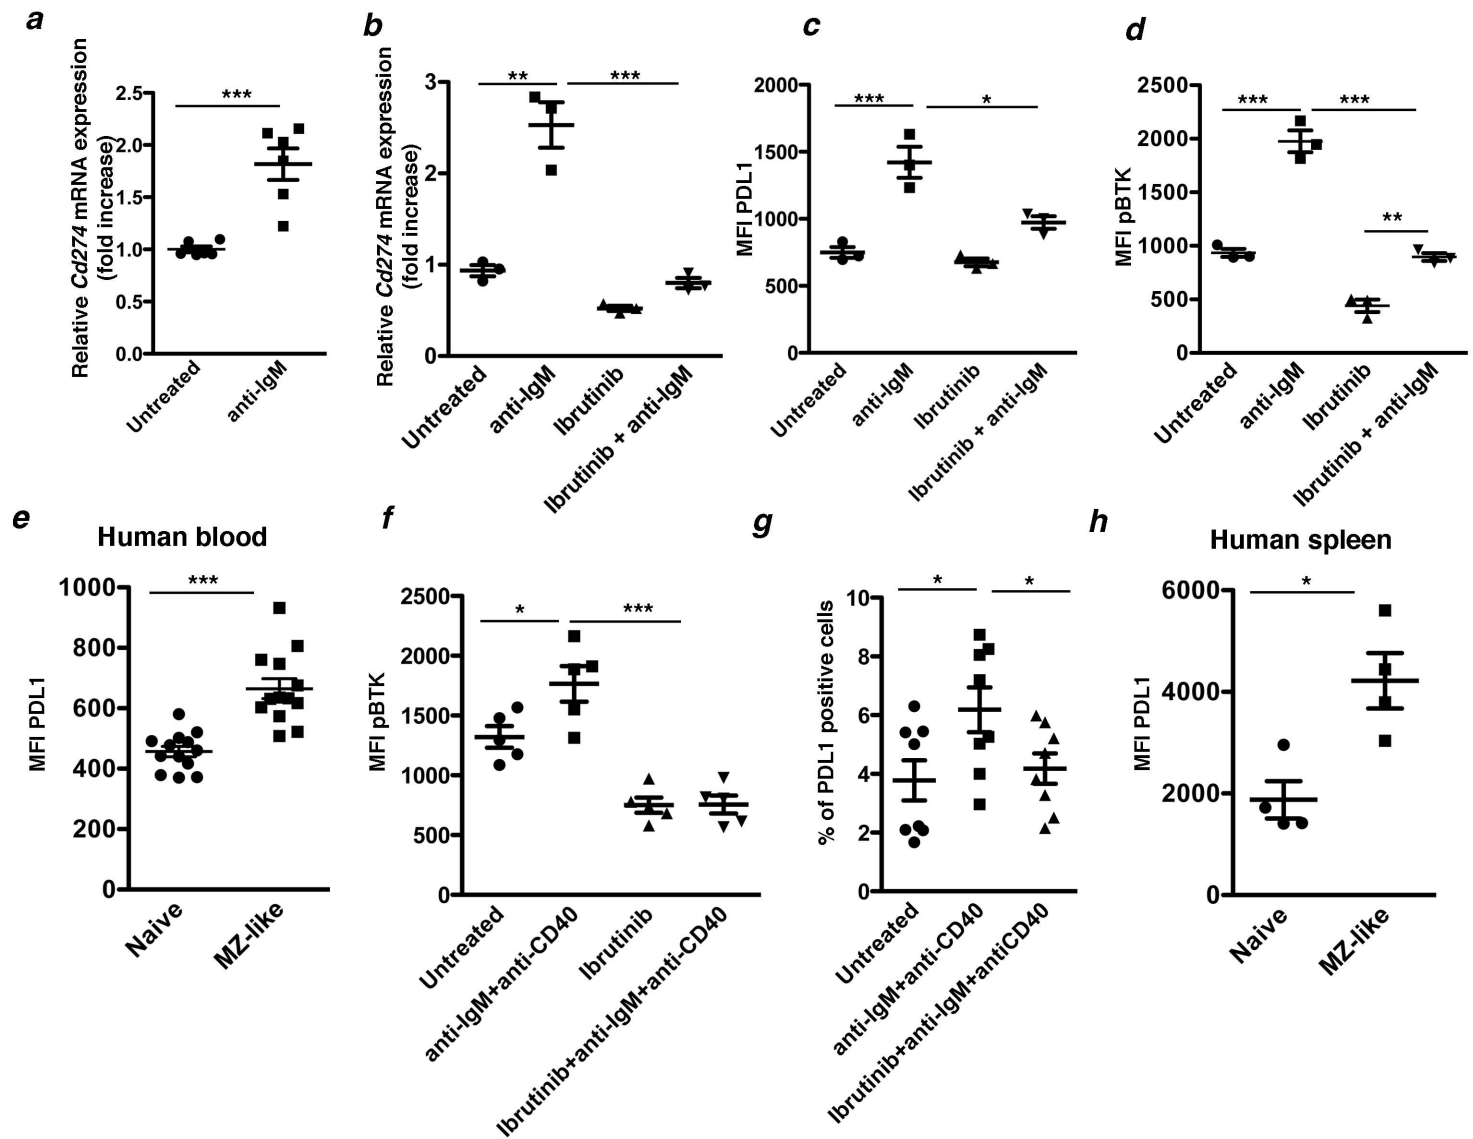 a
Relative Cd274 mRNA expression
(fold increase)
2.5
2.0
1.5
1.0
0.5
0.0
***
Untreated
anti-IgM
b
Relative Cd274 mRNA expression
(fold increase)
3
2
1
0
**
***
Untreated
anti-IgM
Ibrutinib
Ibrutinib + anti-IgM
c
MFI PDL1
2000
1500
1000
500
0
***
*
Untreated
anti-IgM
Ibrutinib
Ibrutinib + anti-IgM
d
MFI pBTK
2500
2000
1500
1000
500
0
***
***
**
Untreated
anti-IgM
Ibrutinib
Ibrutinib + anti-IgM
e
Human blood
MFI PDL1
1000
800
600
400
200
0
***
Naive
MZ-like
f
MFI pBTK
2500
2000
1500
1000
500
0
*
***
Untreated
anti-IgM+anti-CD40
Ibrutinib
Ibrutinib+anti-IgM+anti-CD40
g
% of PDL1 positive cells
10
8
6
4
2
0
*
*
Untreated
anti-IgM+anti-CD40
Ibrutinib+anti-IgM+antiCD40
h
Human spleen
MFI PDL1
6000
4000
2000
0
*
Naive
MZ-like